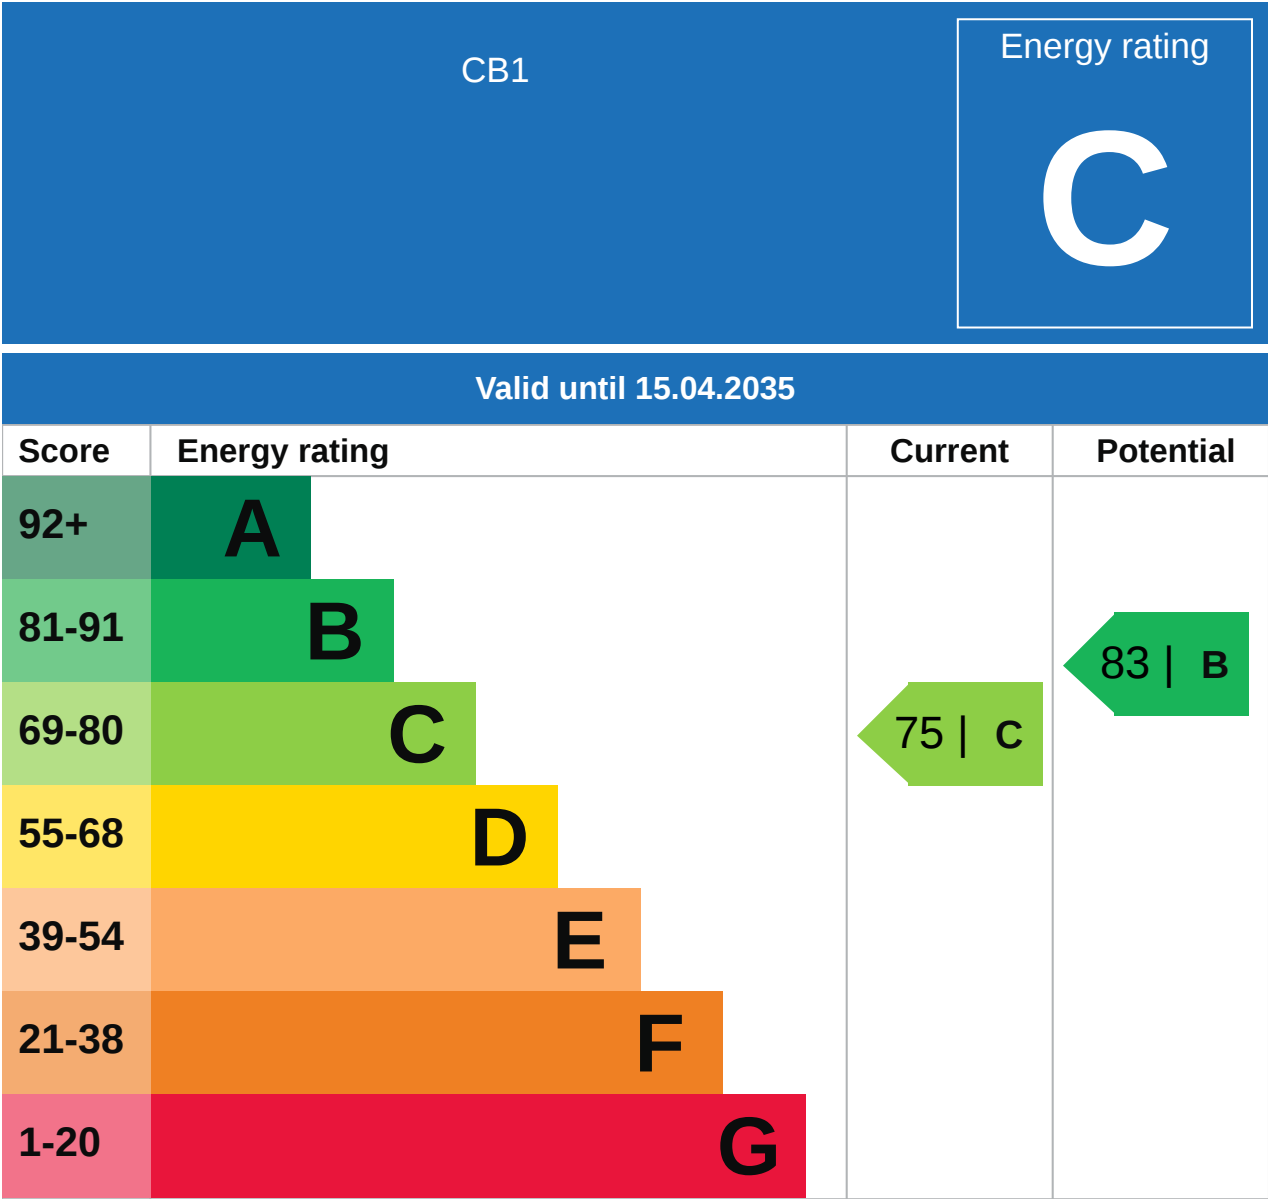 CB1
Energy rating
C
Valid until 15.04.2035
Score Energy rating Current Potential
92+ A
81-91 B
83 | B
69-80 C
75 | C
55-68 D
39-54 E
21-38 F
1-20 G